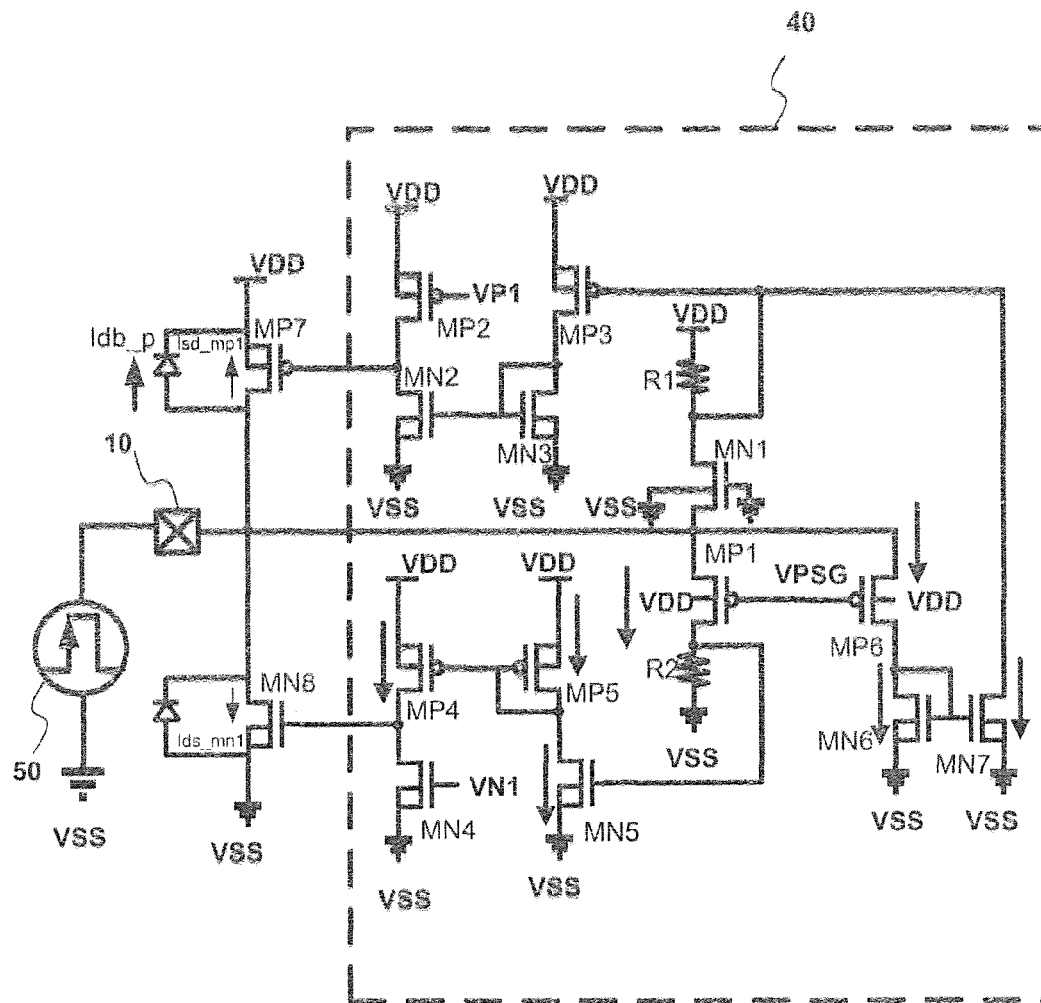 40
VDD
VDD
VDD
VP1
VDD
MP7
MP2
MP3
Idb_p
Isd_mp1
R1
MN2
10
MN3
MN1
VSS
VSS
VSS
MP1
VDD
VDD
VPSG
VDD
VDD
MP6
MN8
MP4
MP5
R2
Ids_mn1
MN6
MN7
50
VN1
VSS
VSS
VSS
MN4
MN5
VSS
VSS
VSS
VSS